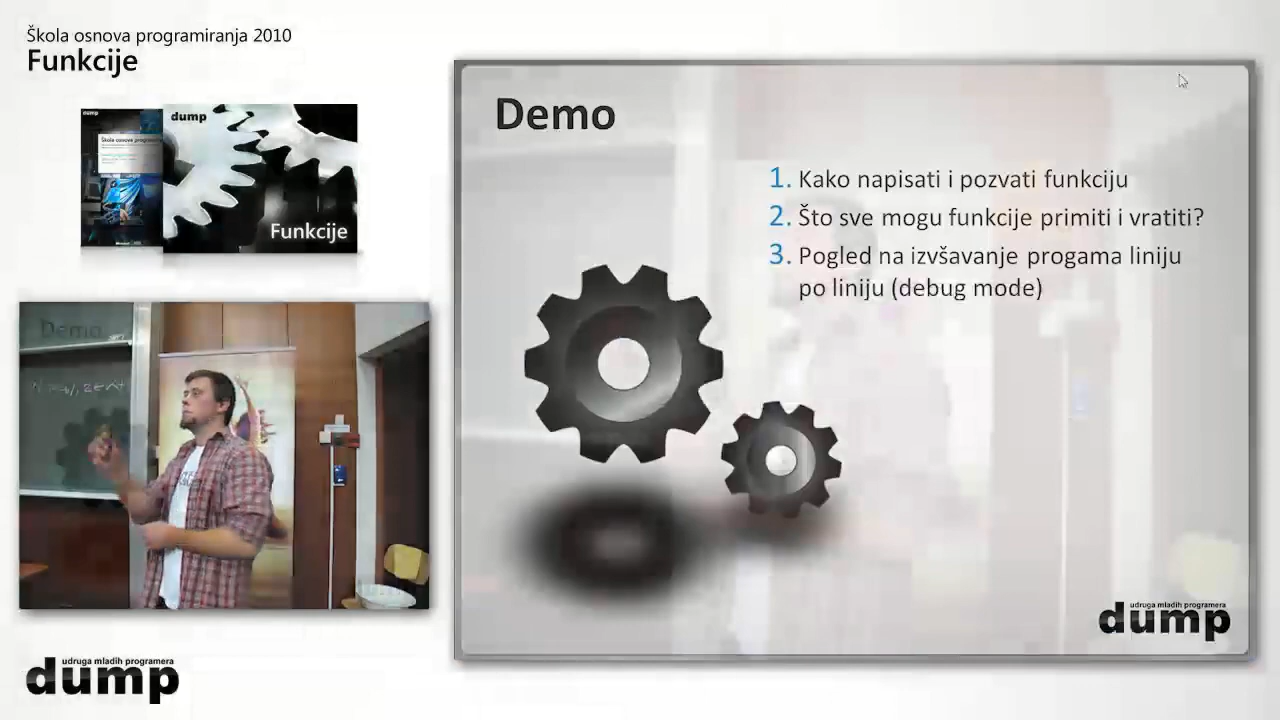 Škola osnova programiranja 2010
Funkcije
dump
dump
Funkcije
Demo
udruga mladih programera
dump
Demo
1. Kako napisati i pozvati funkciju
2. Što sve mogu funkcije primiti i vratiti?
3. Pogled na izvšavanje progama liniju
po liniju (debug mode)
udruga mladih programera
dump